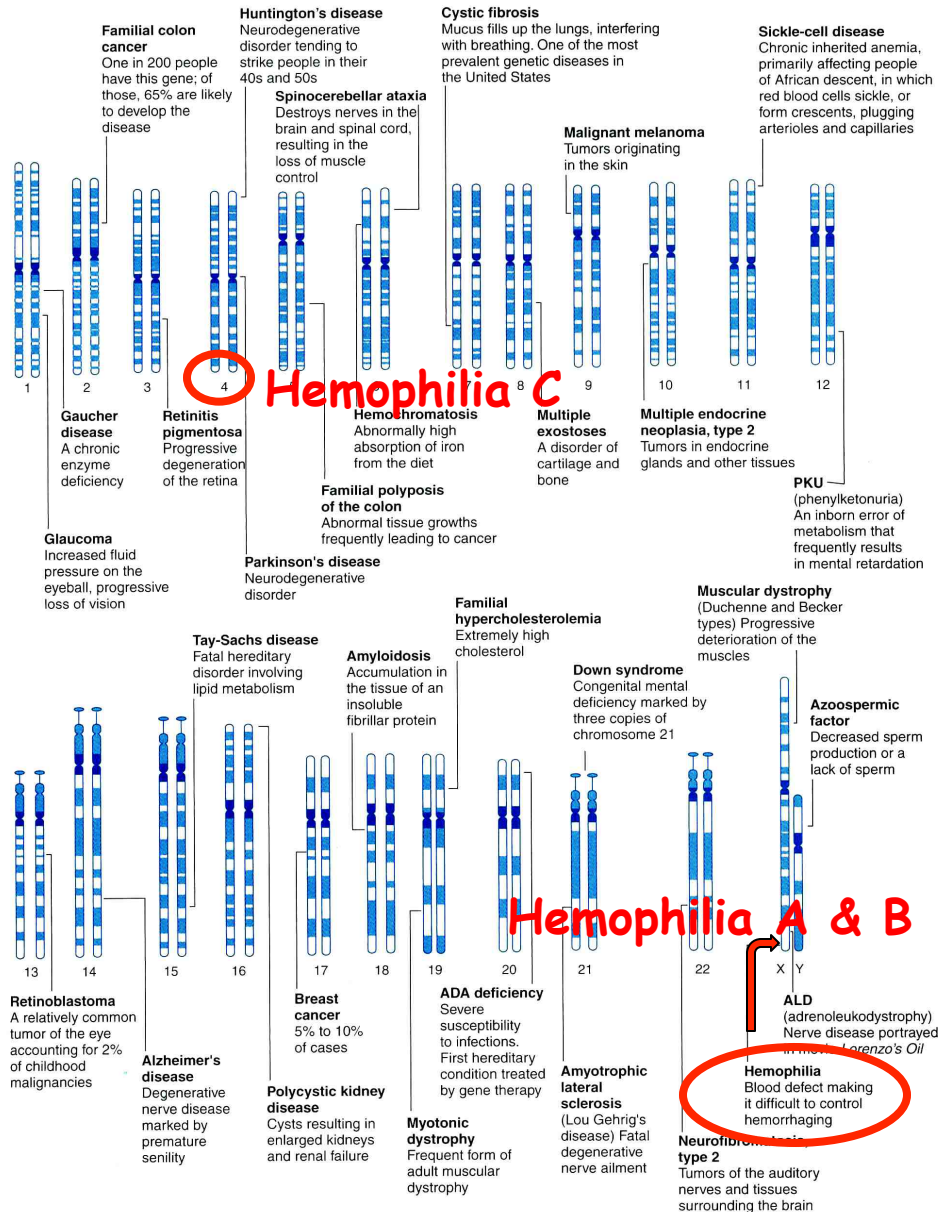 Familial colon
cancer
One in 200 people
have this gene; of
those, 65% are likely
to develop the
disease
Huntington's disease
Neurodegenerative
disorder tending to
strike people in their
40s and 50s
Spinocerebellar ataxia
Destroys nerves in the
brain and spinal cord,
resulting in the
loss of muscle
control
Cystic fibrosis
Mucus fills up the lungs, interfering
with breathing. One of the most
prevalent genetic diseases in
the United States
Malignant melanoma
Tumors originating
in the skin
Sickle-cell disease
Chronic inherited anemia,
primarily affecting people
of African descent, in which
red blood cells sickle, or
form crescents, plugging
arterioles and capillaries
1 2 3 4 7 8 9 10 11 12
Hemophilia C
Gaucher
disease
A chronic
enzyme
deficiency
Retinitis
pigmentosa
Progressive
degeneration
of the retina
Hemochromatosis
Abnormally high
absorption of iron
from the diet
Multiple
exostoses
A disorder of
cartilage and
bone
Multiple endocrine
neoplasia, type 2
Tumors in endocrine
glands and other tissues
PKU
(phenylketonuria)
An inborn error of
metabolism that
frequently results
in mental retardation
Familial polyposis
of the colon
Abnormal tissue growths
frequently leading to cancer
Glaucoma
Increased fluid
pressure on the
eyeball, progressive
loss of vision
Parkinson's disease
Neurodegenerative
disorder
Tay-Sachs disease
Fatal hereditary
disorder involving
lipid metabolism
Amyloidosis
Accumulation in
the tissue of an
insoluble
fibrillar protein
Familial
hypercholesterolemia
Extremely high
cholesterol
Down syndrome
Congenital mental
deficiency marked by
three copies of
chromosome 21
Muscular dystrophy
(Duchenne and Becker
types) Progressive
deterioration of the
muscles
Azoospermic
factor
Decreased sperm
production or a
lack of sperm
Hemophilia A & B
13 14 15 16 17 18 19 20 21 22 X Y
Retinoblastoma
A relatively common
tumor of the eye
accounting for 2%
of childhood
malignancies
Alzheimer's
disease
Degenerative
nerve disease
marked by
premature
senility
Polycystic kidney
disease
Cysts resulting in
enlarged kidneys
and renal failure
Breast
cancer
5% to 10%
of cases
Myotonic
dystrophy
Frequent form of
adult muscular
dystrophy
ADA deficiency
Severe
susceptibility
to infections.
First hereditary
condition treated
by gene therapy
Amyotrophic
lateral
sclerosis
(Lou Gehrig's
disease) Fatal
degenerative
nerve ailment
ALD
(adrenoleukodystrophy)
Nerve disease portrayed
in movie Lorenzo's Oil
Hemophilia
Blood defect making
it difficult to control
hemorrhaging
Neurofibromatosis,
type 2
Tumors of the auditory
nerves and tissues
surrounding the brain